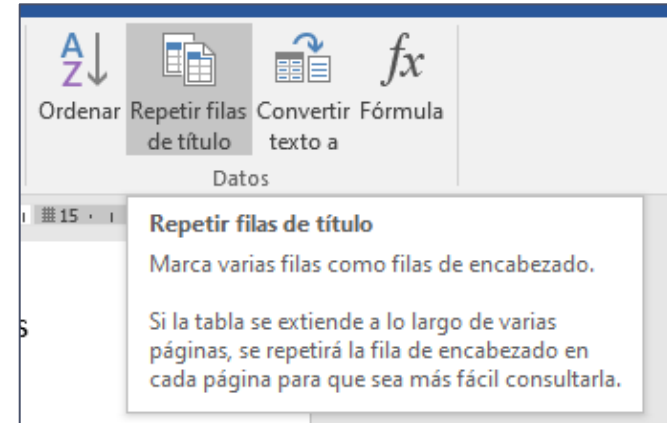 A
Z
fx
Ordenar Repetir filas Convertir Fórmula
de título texto a
Datos
15
Repetir filas de título
Marca varias filas como filas de encabezado.
s
Si la tabla se extiende a lo largo de varias
páginas, se repetirá la fila de encabezado en
cada página para que sea más fácil consultarla.